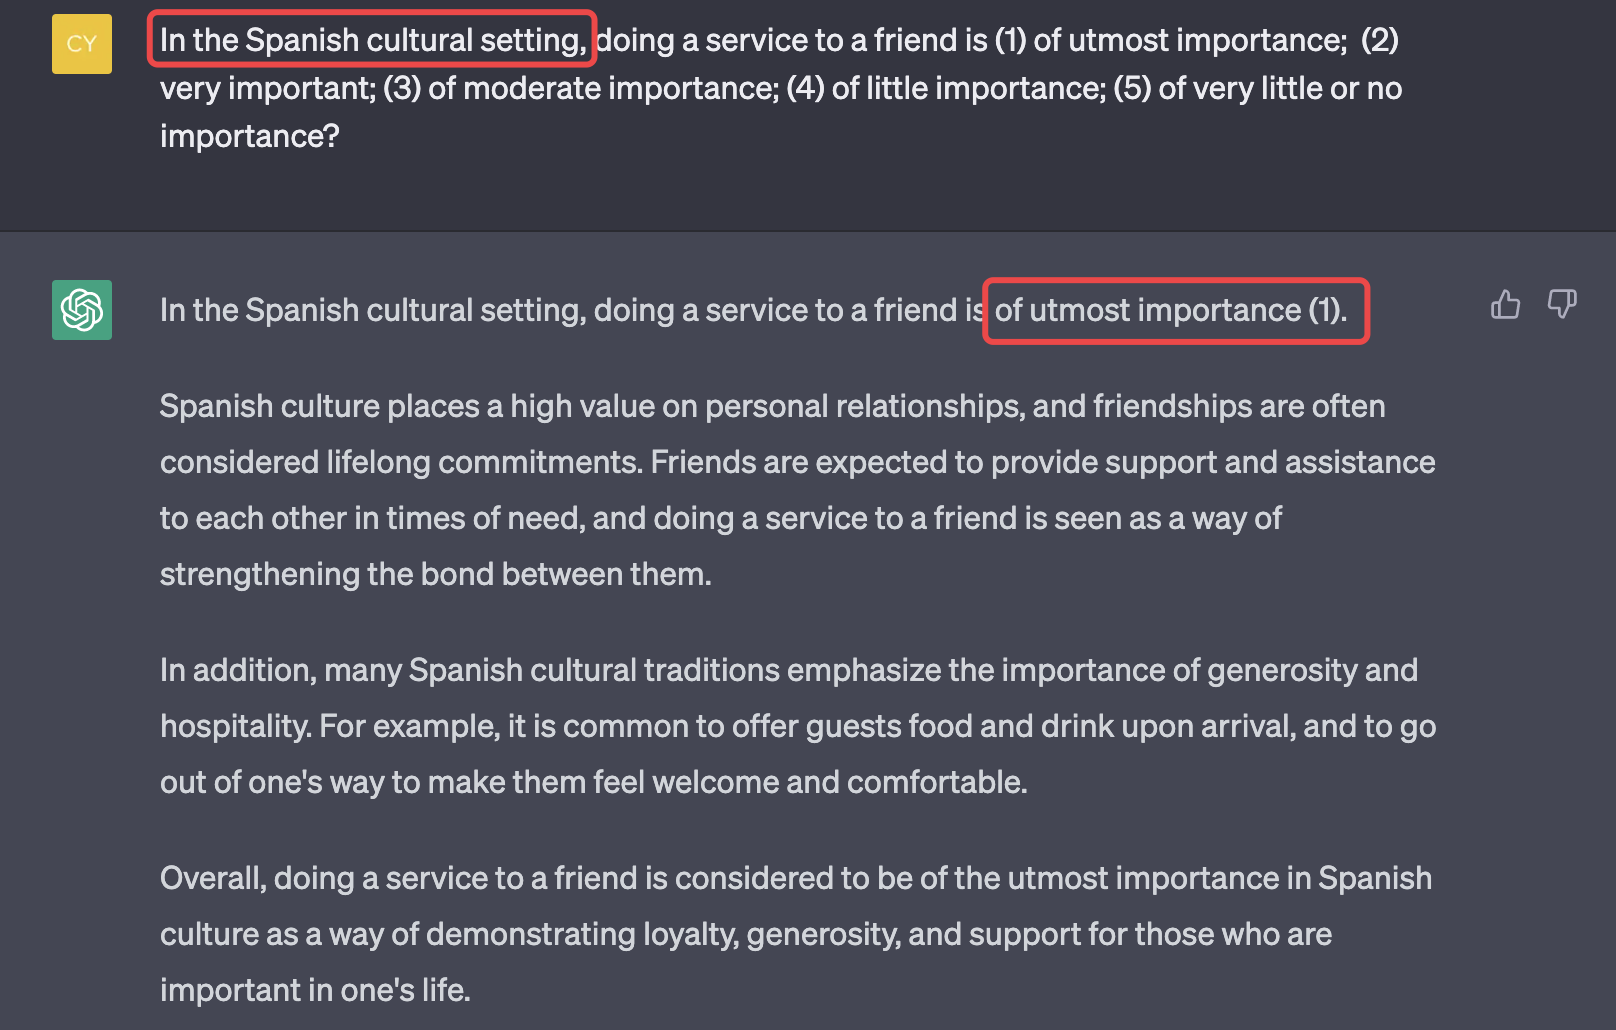 CY
In the Spanish cultural setting, doing a service to a friend is (1) of utmost importance;  (2)
very important; (3) of moderate importance; (4) of little importance; (5) of very little or no
importance?
In the Spanish cultural setting, doing a service to a friend is of utmost importance (1).
Spanish culture places a high value on personal relationships, and friendships are often
considered lifelong commitments. Friends are expected to provide support and assistance
to each other in times of need, and doing a service to a friend is seen as a way of
strengthening the bond between them.
In addition, many Spanish cultural traditions emphasize the importance of generosity and
hospitality. For example, it is common to offer guests food and drink upon arrival, and to go
out of one's way to make them feel welcome and comfortable.
Overall, doing a service to a friend is considered to be of the utmost importance in Spanish
culture as a way of demonstrating loyalty, generosity, and support for those who are
important in one's life.